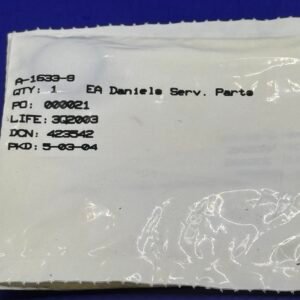 A-1633-8
QTY: 1 EA Daniels Serv. Parts
PO: 000021
LIFE: 3Q2003
DCN: 423542
PKD: 5-03-04